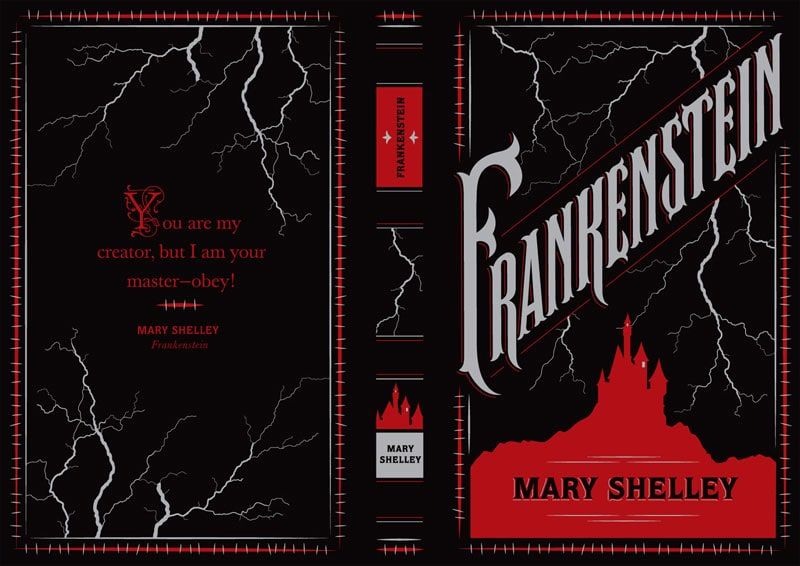 You are my
creator, but I am your
master—obey!
MARY SHELLEY
Frankenstein
FRANKENSTEIN
MARY
SHELLEY
FRANKENSTEIN
MARY SHELLEY